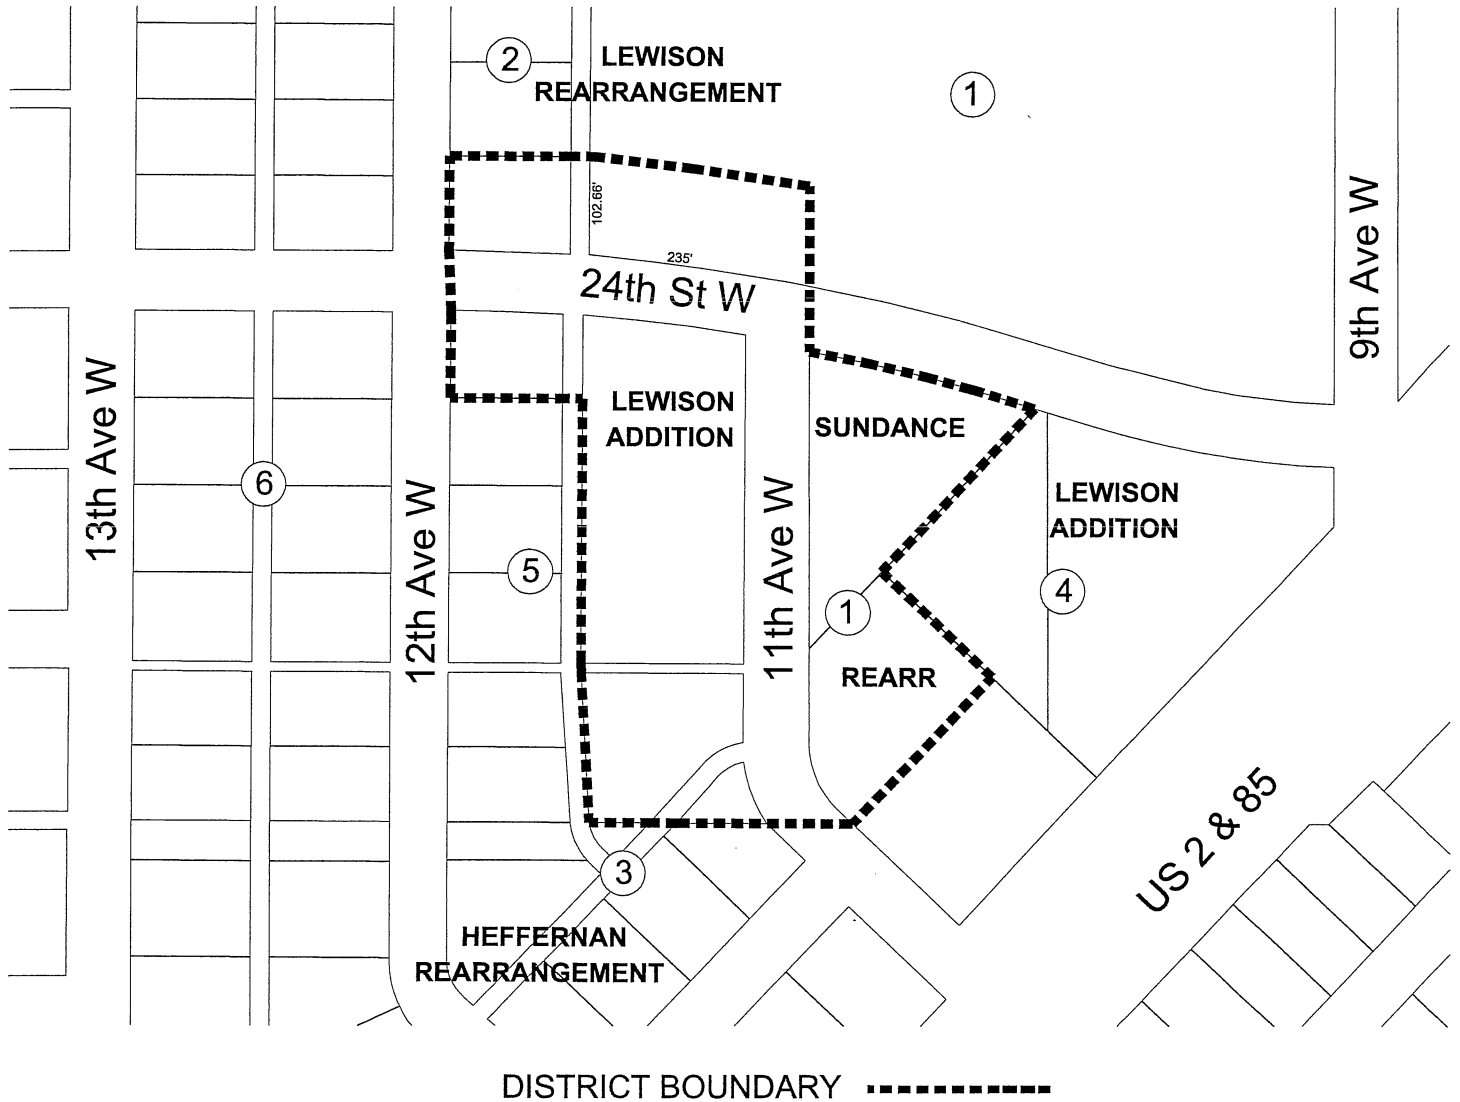 2
LEWISON
REARRANGEMENT
1
102.66'
235'
24th St W
9th Ave W
13th Ave W
LEWISON
ADDITION
SUNDANCE
6
12th Ave W
11th Ave W
LEWISON
ADDITION
5
1
4
REARR
3
US 2 & 85
HEFFERNAN
REARRANGEMENT
DISTRICT BOUNDARY